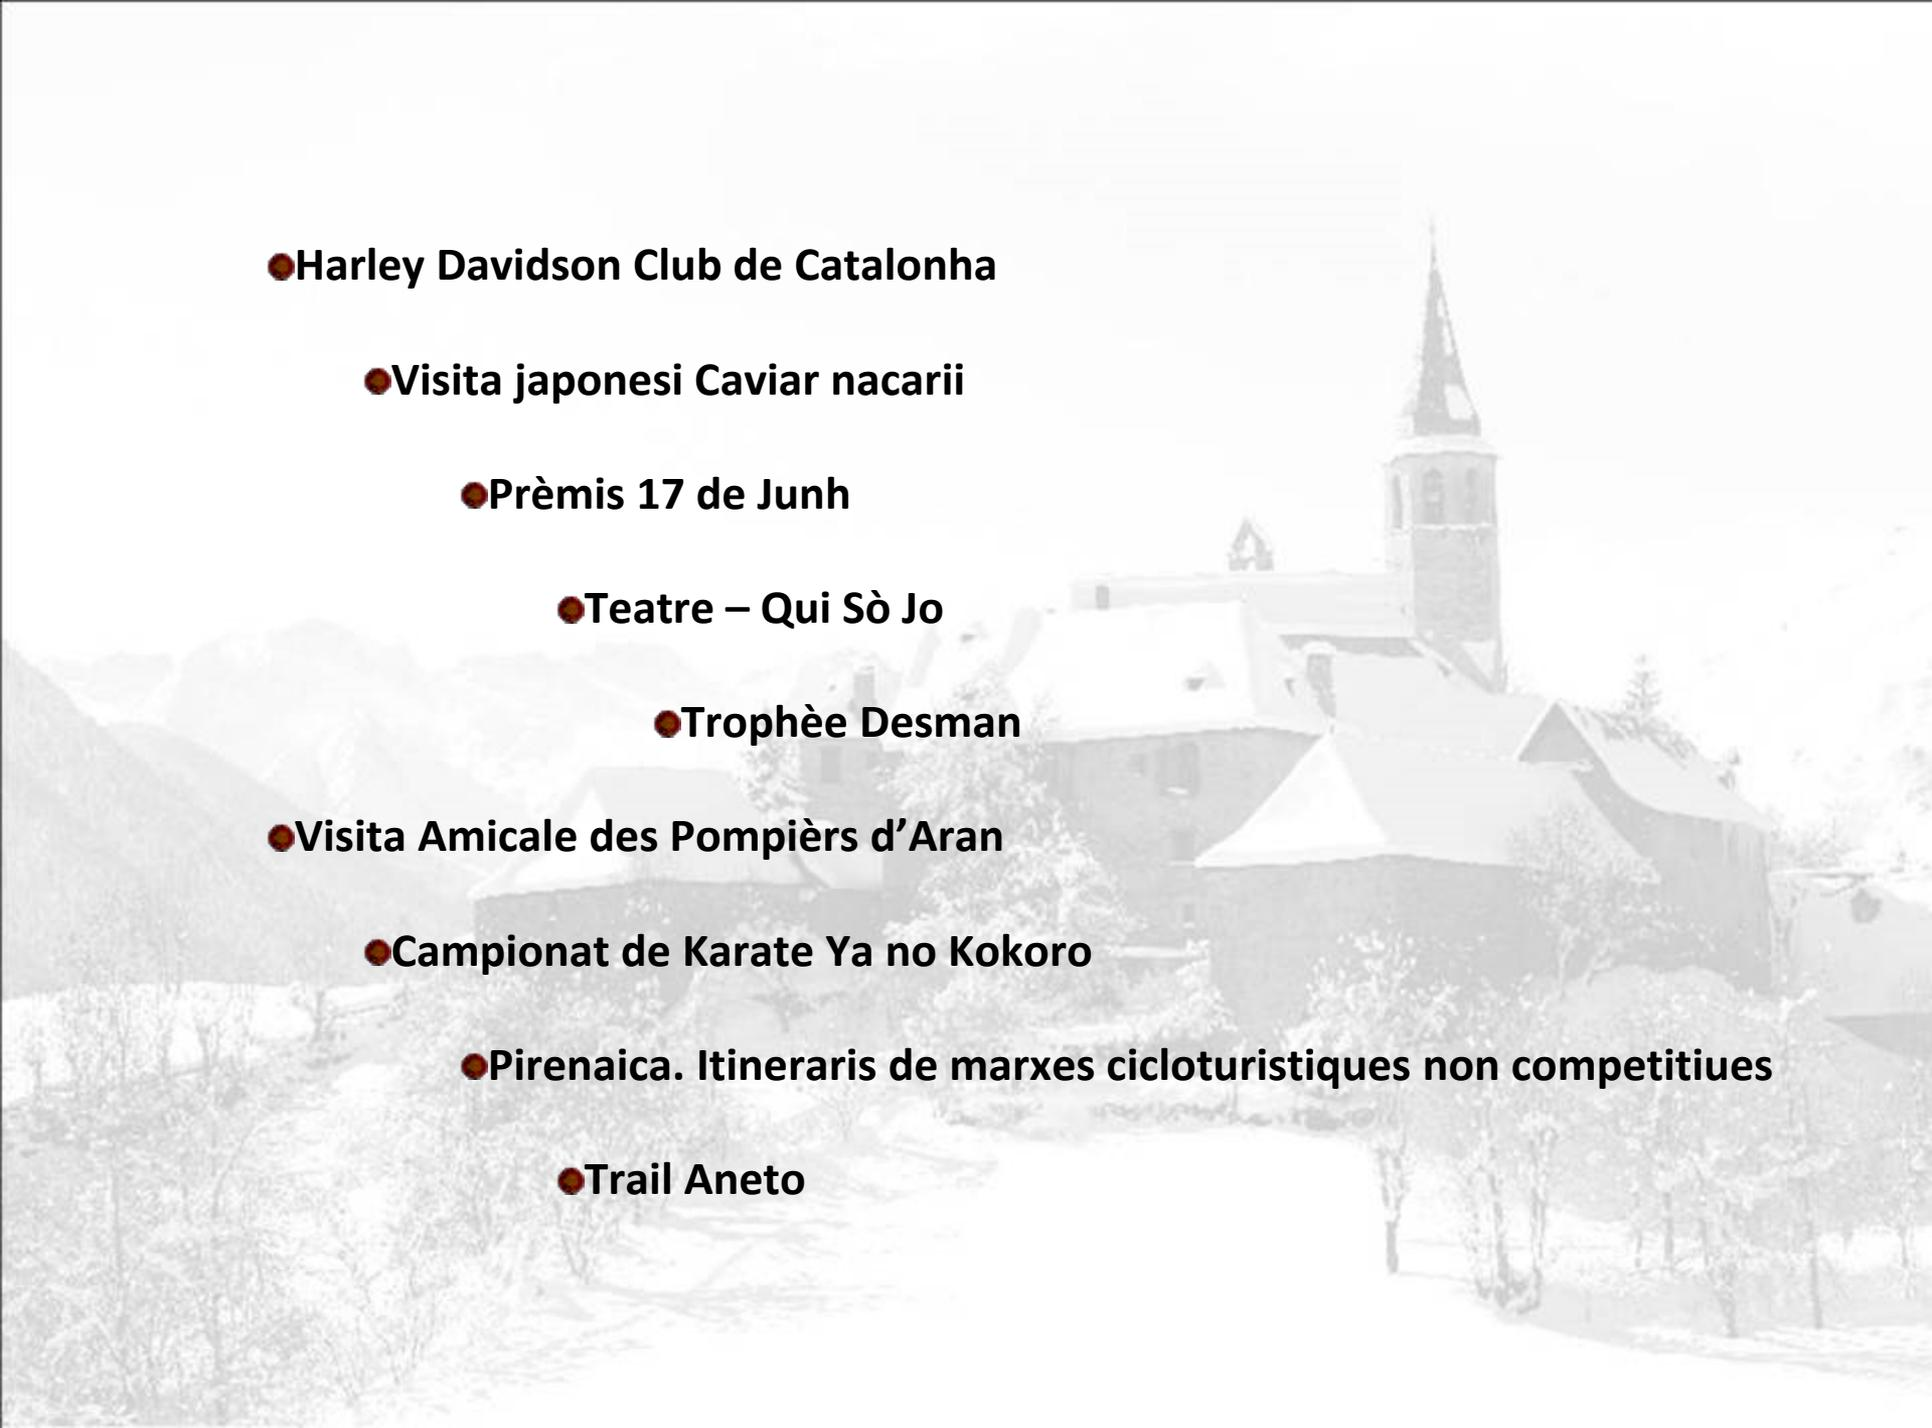 Harley Davidson Club de Catalonha
Visita japonesi Caviar nacarii
Prèmis 17 de Junh
Teatre – Qui Sò Jo
Trophèe Desman
Visita Amicale des Pompièrs d’Aran
Campionat de Karate Ya no Kokoro
Pirenaica. Itineraris de marxes cicloturistiques non competitiues
Trail Aneto